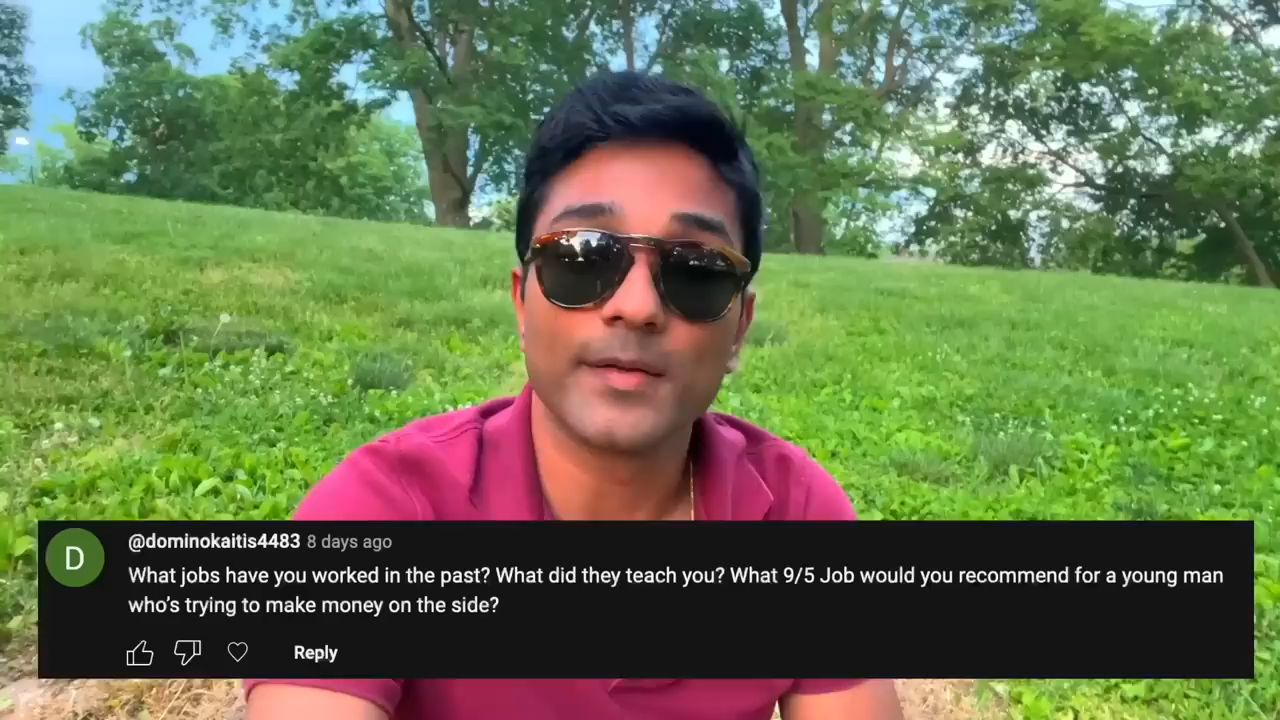 D
@dominokaitis4483 8 days ago
What jobs have you worked in the past? What did they teach you? What 9/5 Job would you recommend for a young man
who's trying to make money on the side?
Reply